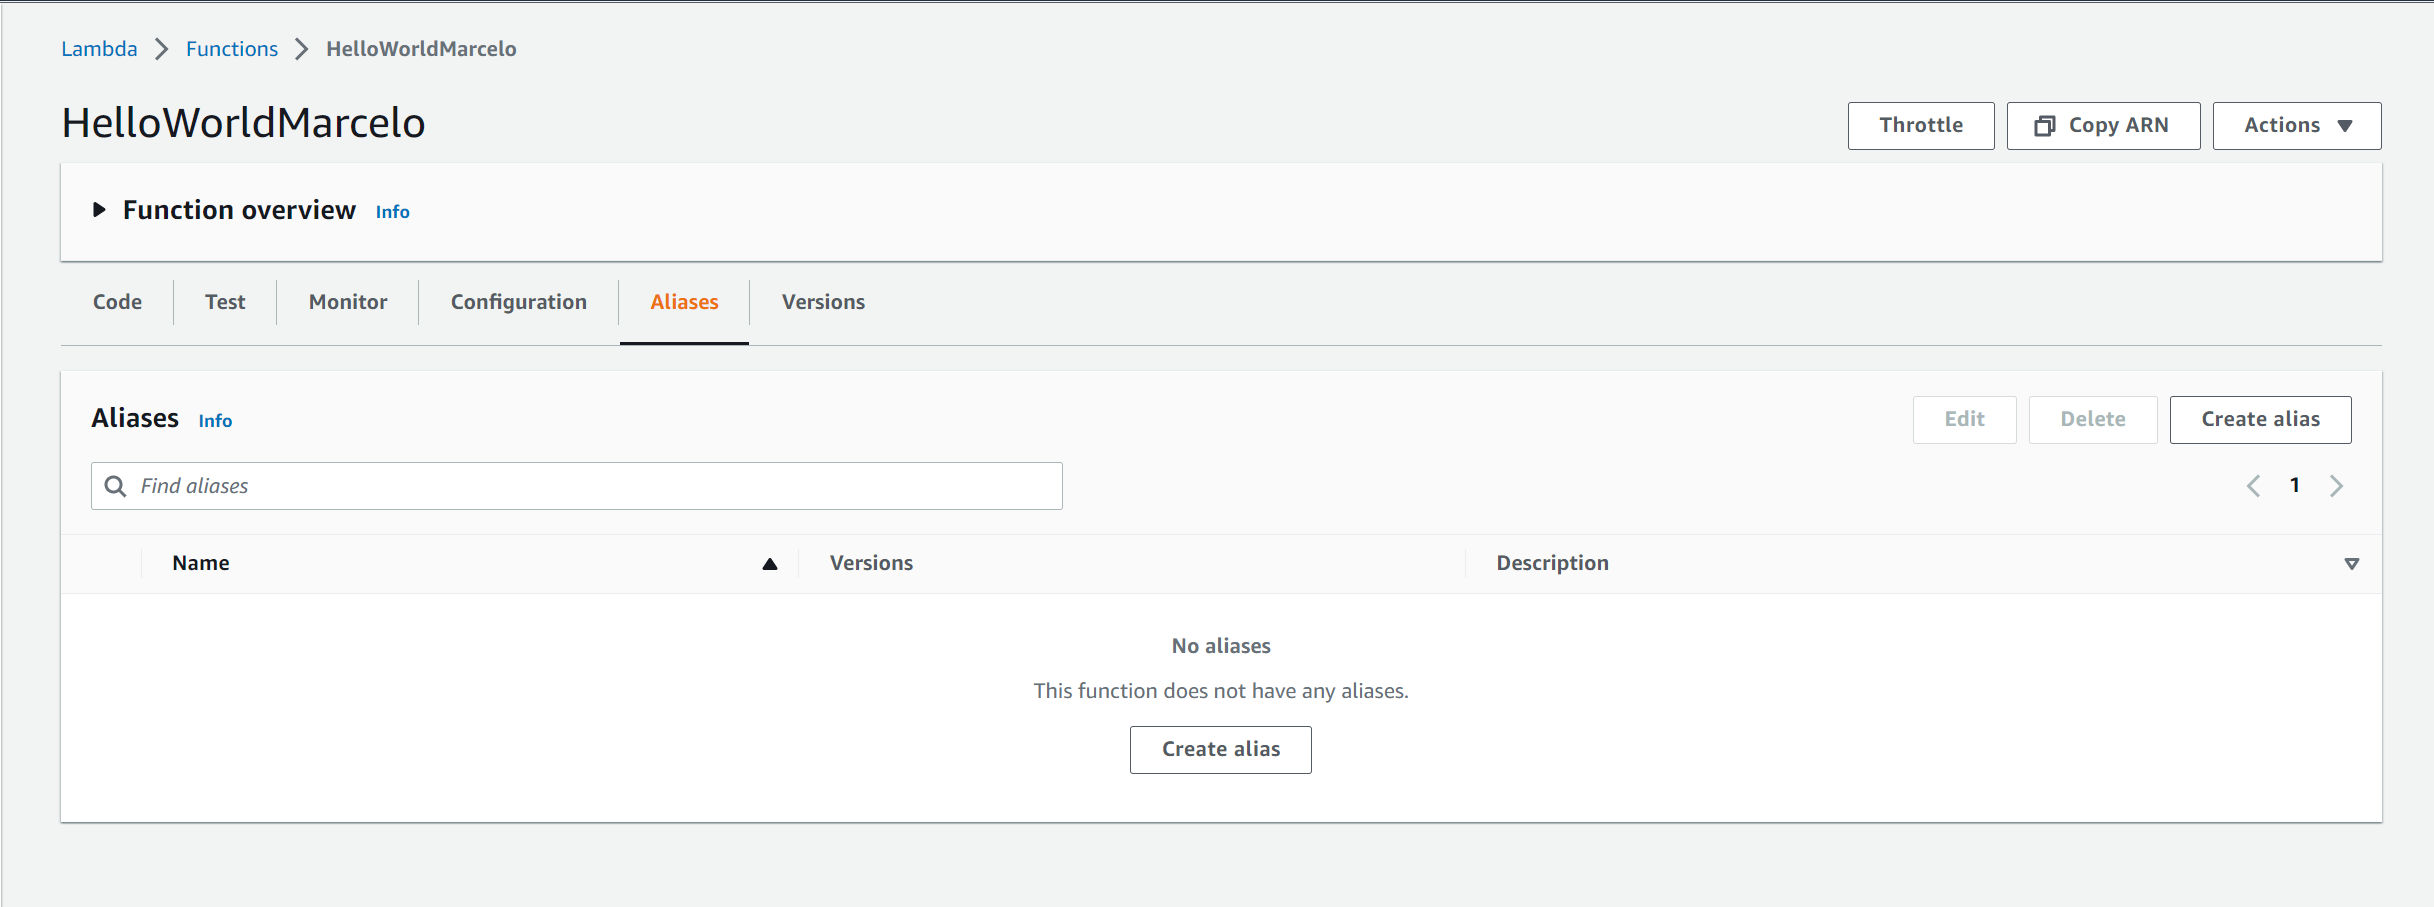 Lambda Functions HelloWorldMarcelo
HelloWorldMarcelo
Throttle Copy ARN Actions
Function overview Info
Code Test Monitor Configuration Aliases Versions
Aliases Info
Edit Delete Create alias
Find aliases
1
Name Versions Description
No aliases
This function does not have any aliases.
Create alias